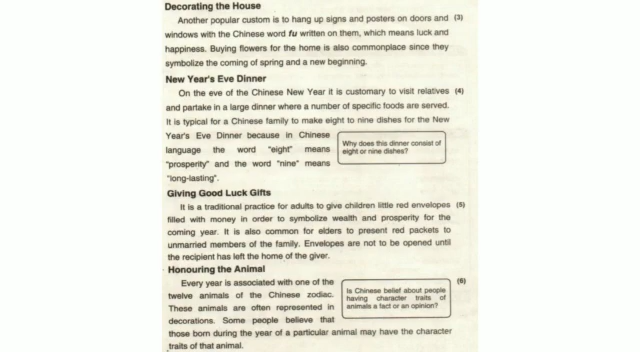 Decorating the House
Another popular custom is to hang up signs and posters on doors and (3)
windows with the Chinese word fu written on them, which means luck and
happiness. Buying flowers for the home is also commonplace since they
symbolize the coming of spring and a new beginning.
New Year's Eve Dinner
On the eve of the Chinese New Year it is customary to visit relatives (4)
and partake in a large dinner where a number of specific foods are served.
It is typical for a Chinese family to make eight to nine dishes for the New
Year's Eve Dinner because in Chinese
language the word "eight" means
"prosperity" and the word "nine" means
"long-lasting".
Why does this dinner consist of
eight or nine dishes?
Giving Good Luck Gifts
It is a traditional practice for adults to give children little red envelopes (5)
filled with money in order to symbolize wealth and prosperity for the
coming year. It is also common for elders to present red packets to
unmarried members of the family. Envelopes are not to be opened until
the recipient has left the home of the giver.
Honouring the Animal
Every year is associated with one of the (6)
twelve animals of the Chinese zodiac.
These animals are often represented in
decorations. Some people believe that
Is Chinese belief about people
having character traits of
animals a fact or an opinion?
those born during the year of a particular animal may have the character
traits of that animal.